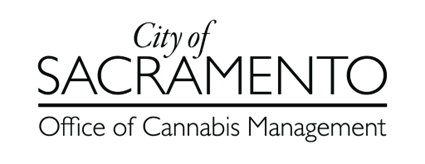 City of
SACRAMENTO
Office of Cannabis Management